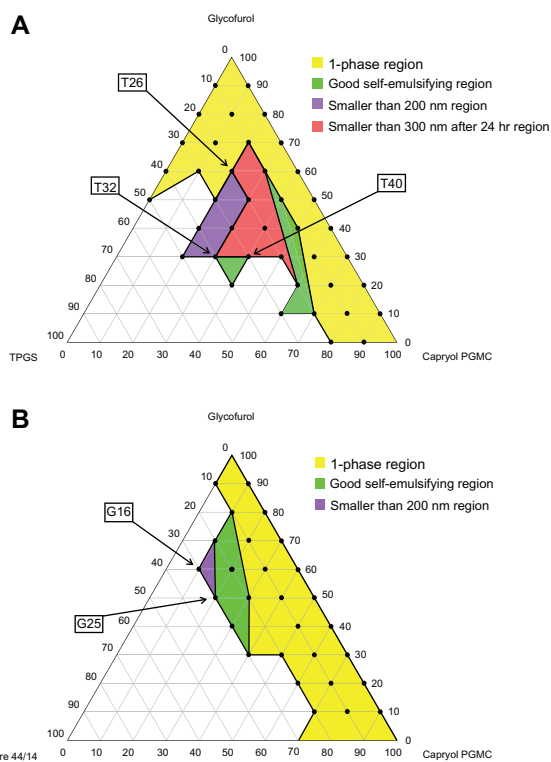 A
Glycofurol
0 100
10 90
T26
1-phase region
Good self-emulsifying region
Smaller than 200 nm region
Smaller than 300 nm after 24 hr region
20 80
30 70
40 60
T32
T40
50 50
60 40
70 30
80 20
90 10
100 0
TPGS 0 10 20 30 40 50 60 70 80 90 100 Capryol PGMC
B
Glycofurol
0 100
10 90
1-phase region
Good self-emulsifying region
Smaller than 200 nm region
20 80
G16
30 70
40 60
50 50
G25
60 40
70 30
80 20
90 10
100 0
re 44/14 0 10 20 30 40 50 60 70 80 90 100 Capryol PGMC